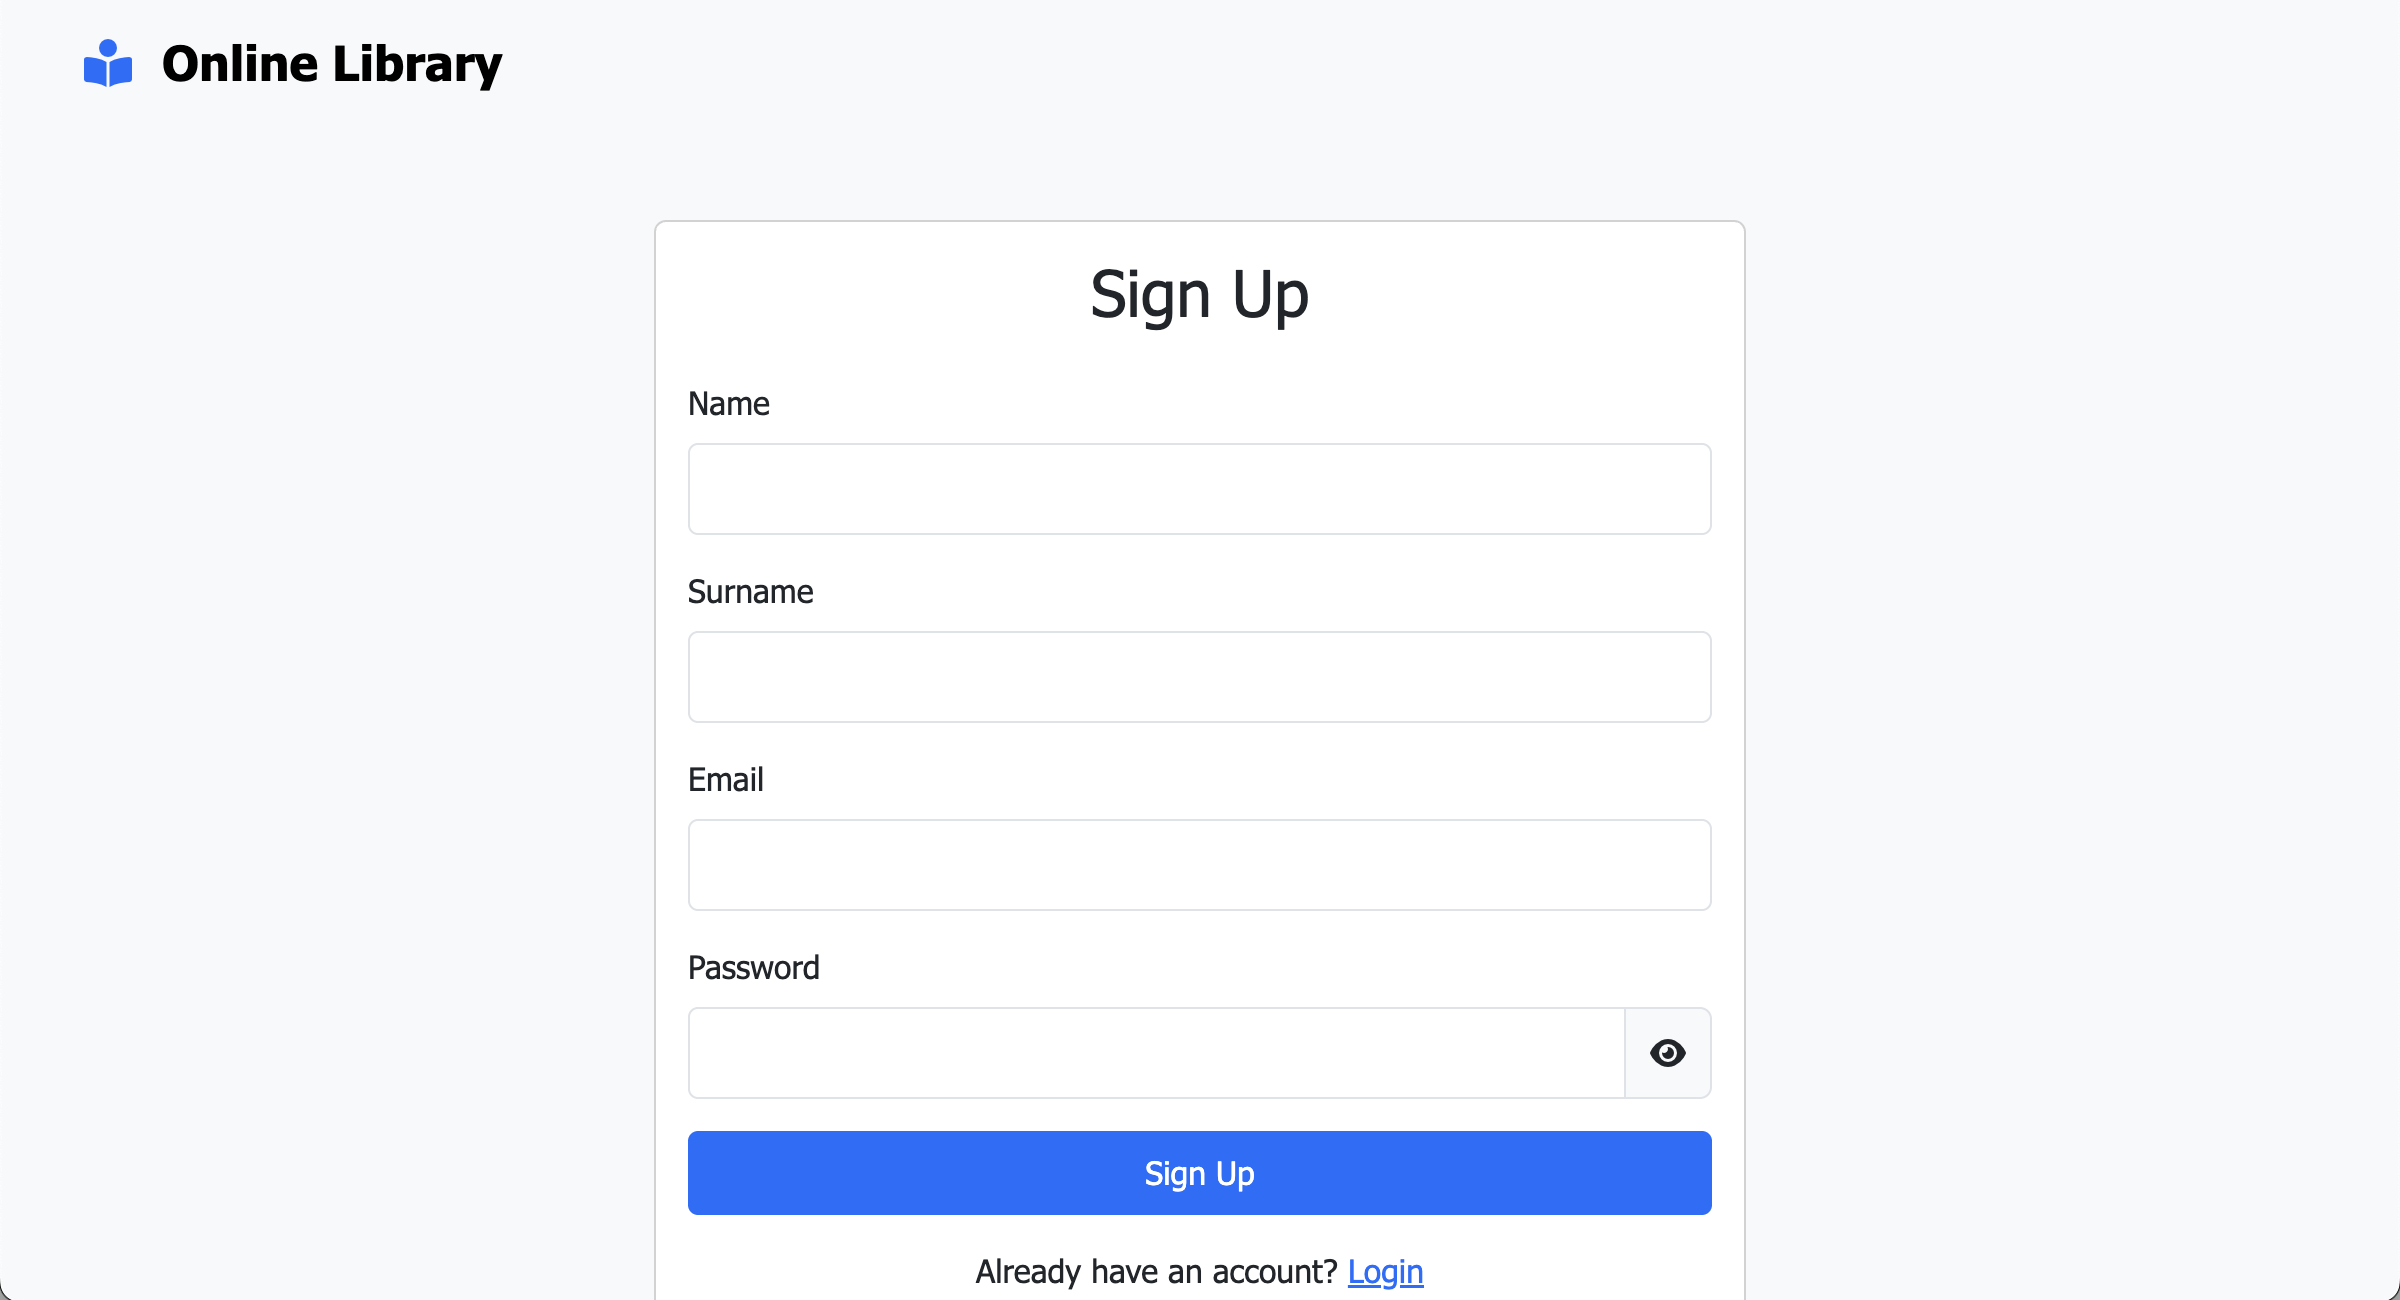 Online Library
Sign Up
Name
Surname
Email
Password
Sign Up
Already have an account? Login